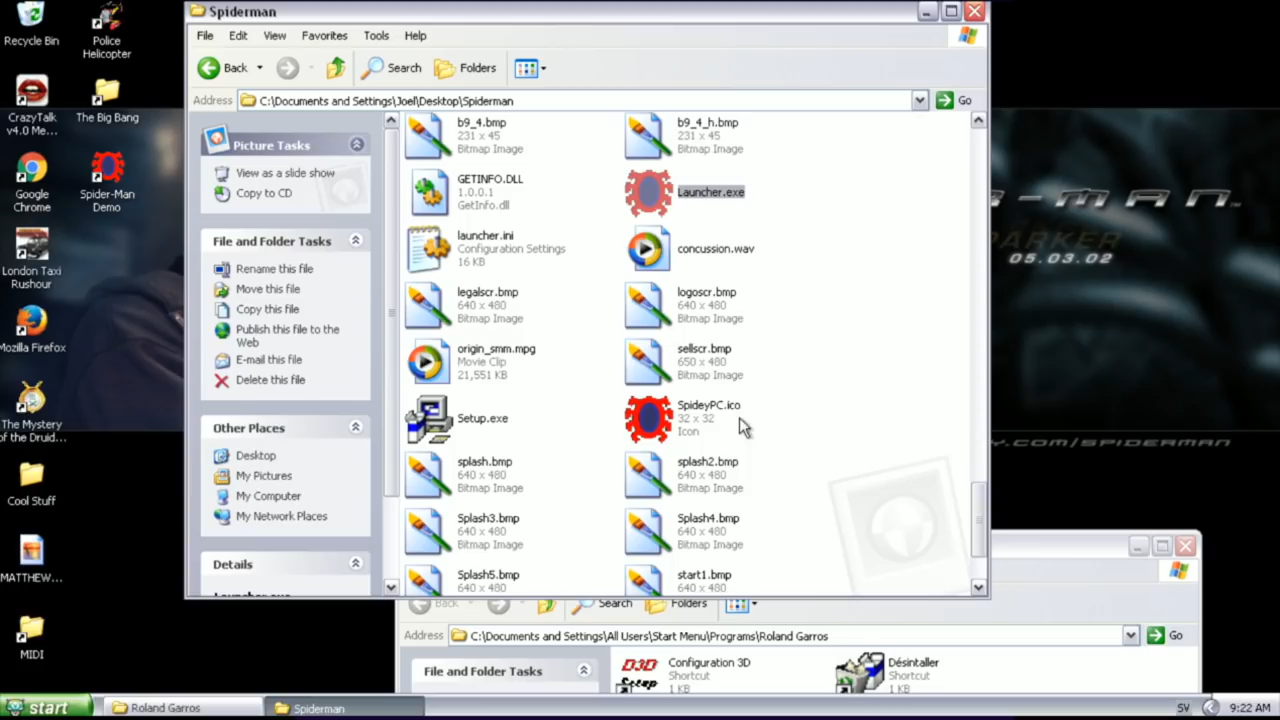 Recycle Bin
Police
Helicopter
CrazyTalk
v4.0 Me...
The Big Bang
Google
Chrome
Spider-Man
Demo
London Taxi
Rushour
Mozilla Firefox
The Mystery
of the Druid...
Cool Stuff
MATTHEW...
MIDI
Spiderman
File Edit View Favorites Tools Help
Back Search Folders
Address C:\Documents and Settings\Joel\Desktop\Spiderman Go
Picture Tasks
View as a slide show
Copy to CD
File and Folder Tasks
Rename this file
Move this file
Copy this file
Publish this file to the
Web
E-mail this file
Delete this file
Other Places
Desktop
My Pictures
My Computer
My Network Places
Details
Launcher.exe
b9_4.bmp
231 x 45
Bitmap Image
b9_4_h.bmp
231 x 45
Bitmap Image
GETINFO.DLL
1.0.0.1
GetInfo.dll
Launcher.exe
launcher.ini
Configuration Settings
16 KB
concussion.wav
legalscr.bmp
640 x 480
Bitmap Image
logoscr.bmp
640 x 480
Bitmap Image
origin_smm.mpg
Movie Clip
21,551 KB
sellscr.bmp
650 x 480
Bitmap Image
Setup.exe
SpideyPC.ico
32 x 32
Icon
splash.bmp
640 x 480
Bitmap Image
splash2.bmp
640 x 480
Bitmap Image
Splash3.bmp
640 x 480
Bitmap Image
Splash4.bmp
640 x 480
Bitmap Image
Splash5.bmp
640 x 480
start1.bmp
640 x 480
-MAN
PARKER
05.03.02
Y.COM/SPIDERMAN
Back Search Folders
Address C:\Documents and Settings\All Users\Start Menu\Programs\Roland Garros Go
File and Folder Tasks
D3D
Setup
Configuration 3D
Shortcut
1 KB
Désinstaller
Shortcut
1 KB
start Roland Garros Spiderman SV 9:22 AM